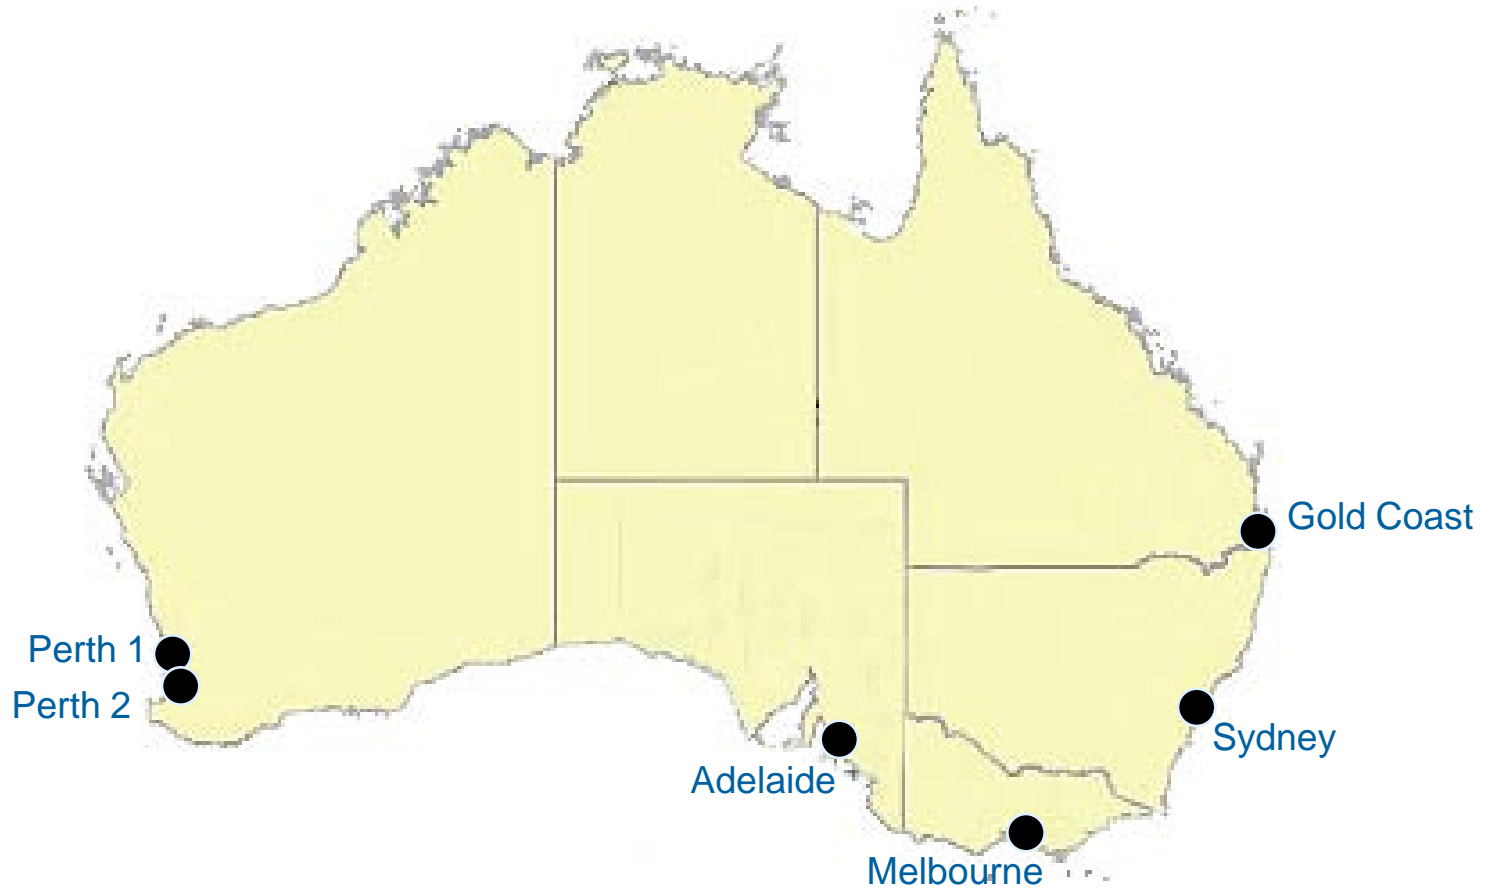 Gold Coast
Perth 1
Perth 2
Sydney
Adelaide
Melbourne